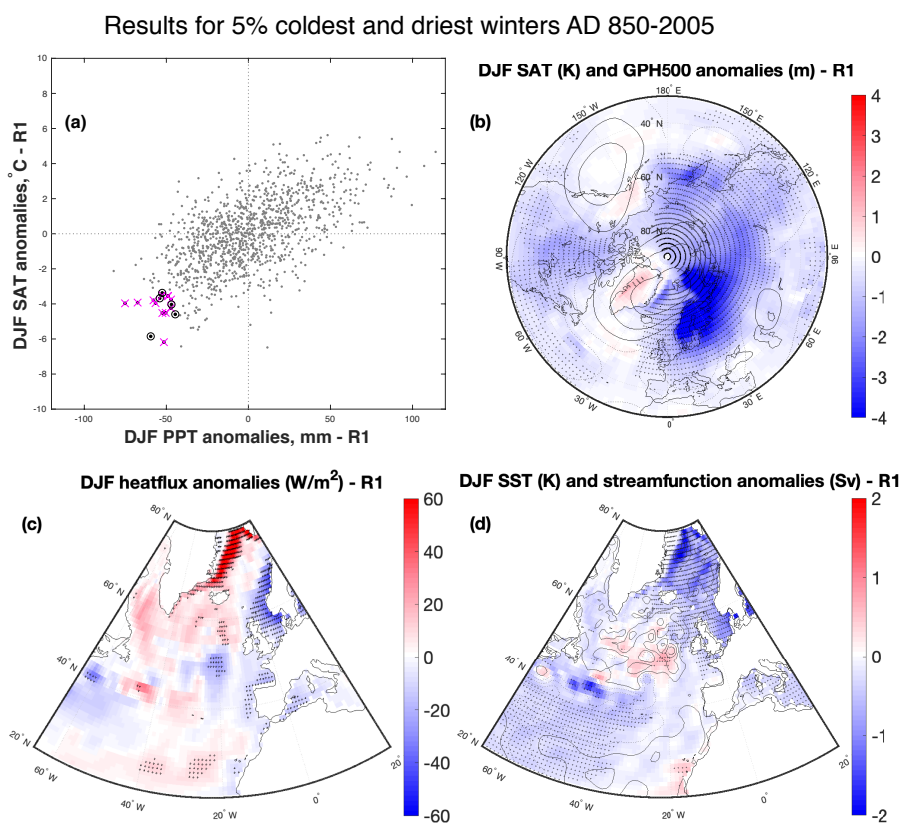 Results for 5% coldest and driest winters AD 850-2005
(a)
10
8
6
4
2
0
-2
-4
-6
-8
-10
-100
-50
0
50
100
DJF SAT anomalies,°C - R1
DJF PPT anomalies, mm - R1
DJF SAT (K) and GPH500 anomalies (m) - R1
(b)
180° E
150° W
150° E
120° W
120° E
90° W
90° E
60° W
60° E
30° W
30° E
0°
40° N
60° N
80° N
4
3
2
1
0
-1
-2
-3
-4
DJF heatflux anomalies (W/m2) - R1
(c)
80° N
60° N
40° N
20° N
60° W
40° W
20° W
0°
20°
60
40
20
0
-20
-40
-60
DJF SST (K) and streamfunction anomalies (Sv) - R1
(d)
80° N
60° N
40° N
20° N
60° W
40° W
20° W
0°
20°
2
1
0
-1
-2